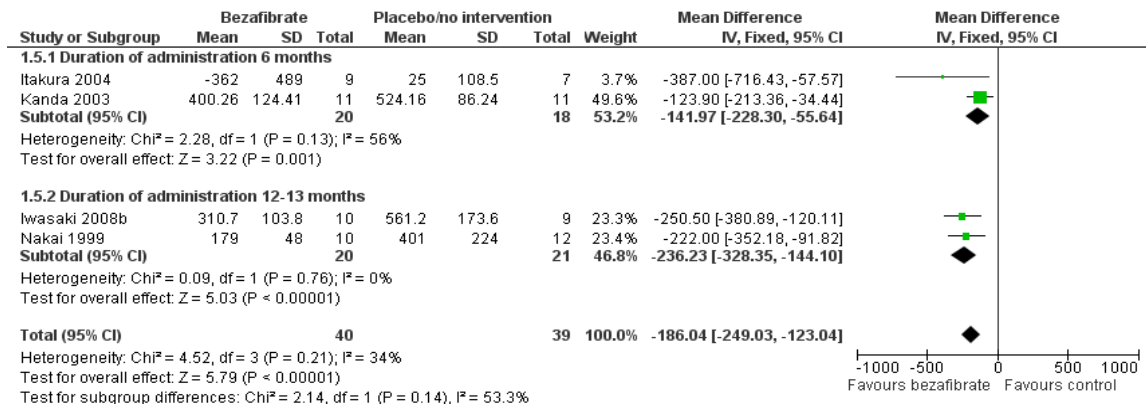 Bezafibrate Placebo/no intervention Mean Difference Mean Difference
Study or Subgroup Mean SD Total Mean SD Total Weight IV, Fixed, 95% CI IV, Fixed, 95% CI
1.5.1 Duration of administration 6 months
Itakura 2004 -362 489 9 25 108.5 7 3.7% -387.00 [-716.43, -57.57]
Kanda 2003 400.26 124.41 11 524.16 86.24 11 49.6% -123.90 [-213.36, -34.44]
Subtotal (95% CI) 20 18 53.2% -141.97 [-228.30, -55.64]
Heterogeneity: Chi² = 2.28, df = 1 (P = 0.13); I² = 56%
Test for overall effect: Z = 3.22 (P = 0.001)
1.5.2 Duration of administration 12-13 months
Iwasaki 2008b 310.7 103.8 10 561.2 173.6 9 23.3% -250.50 [-380.89, -120.11]
Nakai 1999 179 48 10 401 224 12 23.4% -222.00 [-352.18, -91.82]
Subtotal (95% CI) 20 21 46.8% -236.23 [-328.35, -144.10]
Heterogeneity: Chi² = 0.09, df = 1 (P = 0.76); I² = 0%
Test for overall effect: Z = 5.03 (P < 0.00001)
Total (95% CI) 40 39 100.0% -186.04 [-249.03, -123.04]
Heterogeneity: Chi² = 4.52, df = 3 (P = 0.21); I² = 34%
Test for overall effect: Z = 5.79 (P < 0.00001)
Test for subgroup differences: Chi² = 2.14, df = 1 (P = 0.14), I² = 53.3%
-1000 -500 0 500 1000
Favours bezafibrate Favours control